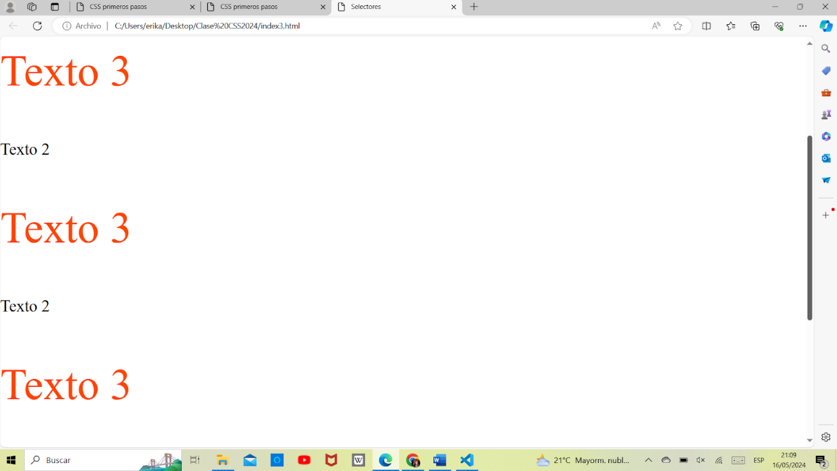 CSS primeros pasos
CSS primeros pasos
Selectores
Archivo
C:/Users/erika/Desktop/Clase%20CSS2024/index3.html
Texto 3
Texto 2
Texto 3
Texto 2
Texto 3
Buscar
21°C Mayorm. nubl...
ESP
21:09
16/05/2024
2